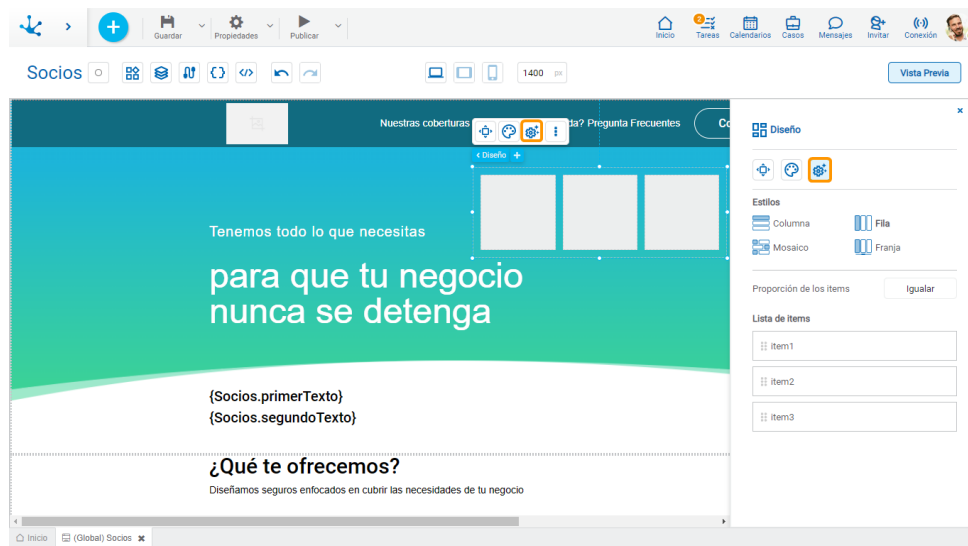 Guardar
Propiedades
Publicar
Inicio
2
Tareas
Calendarios
Casos
Mensajes
Invitar
Conexión
Socios
1400 px
Vista Previa
Nuestras coberturas
da? Pregunta Frecuentes
Co
‹ Diseño +
Tenemos todo lo que necesitas
para que tu negocio
nunca se detenga
{Socios.primerTexto}
{Socios.segundoTexto}
¿Qué te ofrecemos?
Diseñamos seguros enfocados en cubrir las necesidades de tu negocio
Diseño
Estilos
Columna
Fila
Mosaico
Franja
Proporción de los items
Igualar
Lista de items
item1
item2
item3
Inicio
(Global) Socios